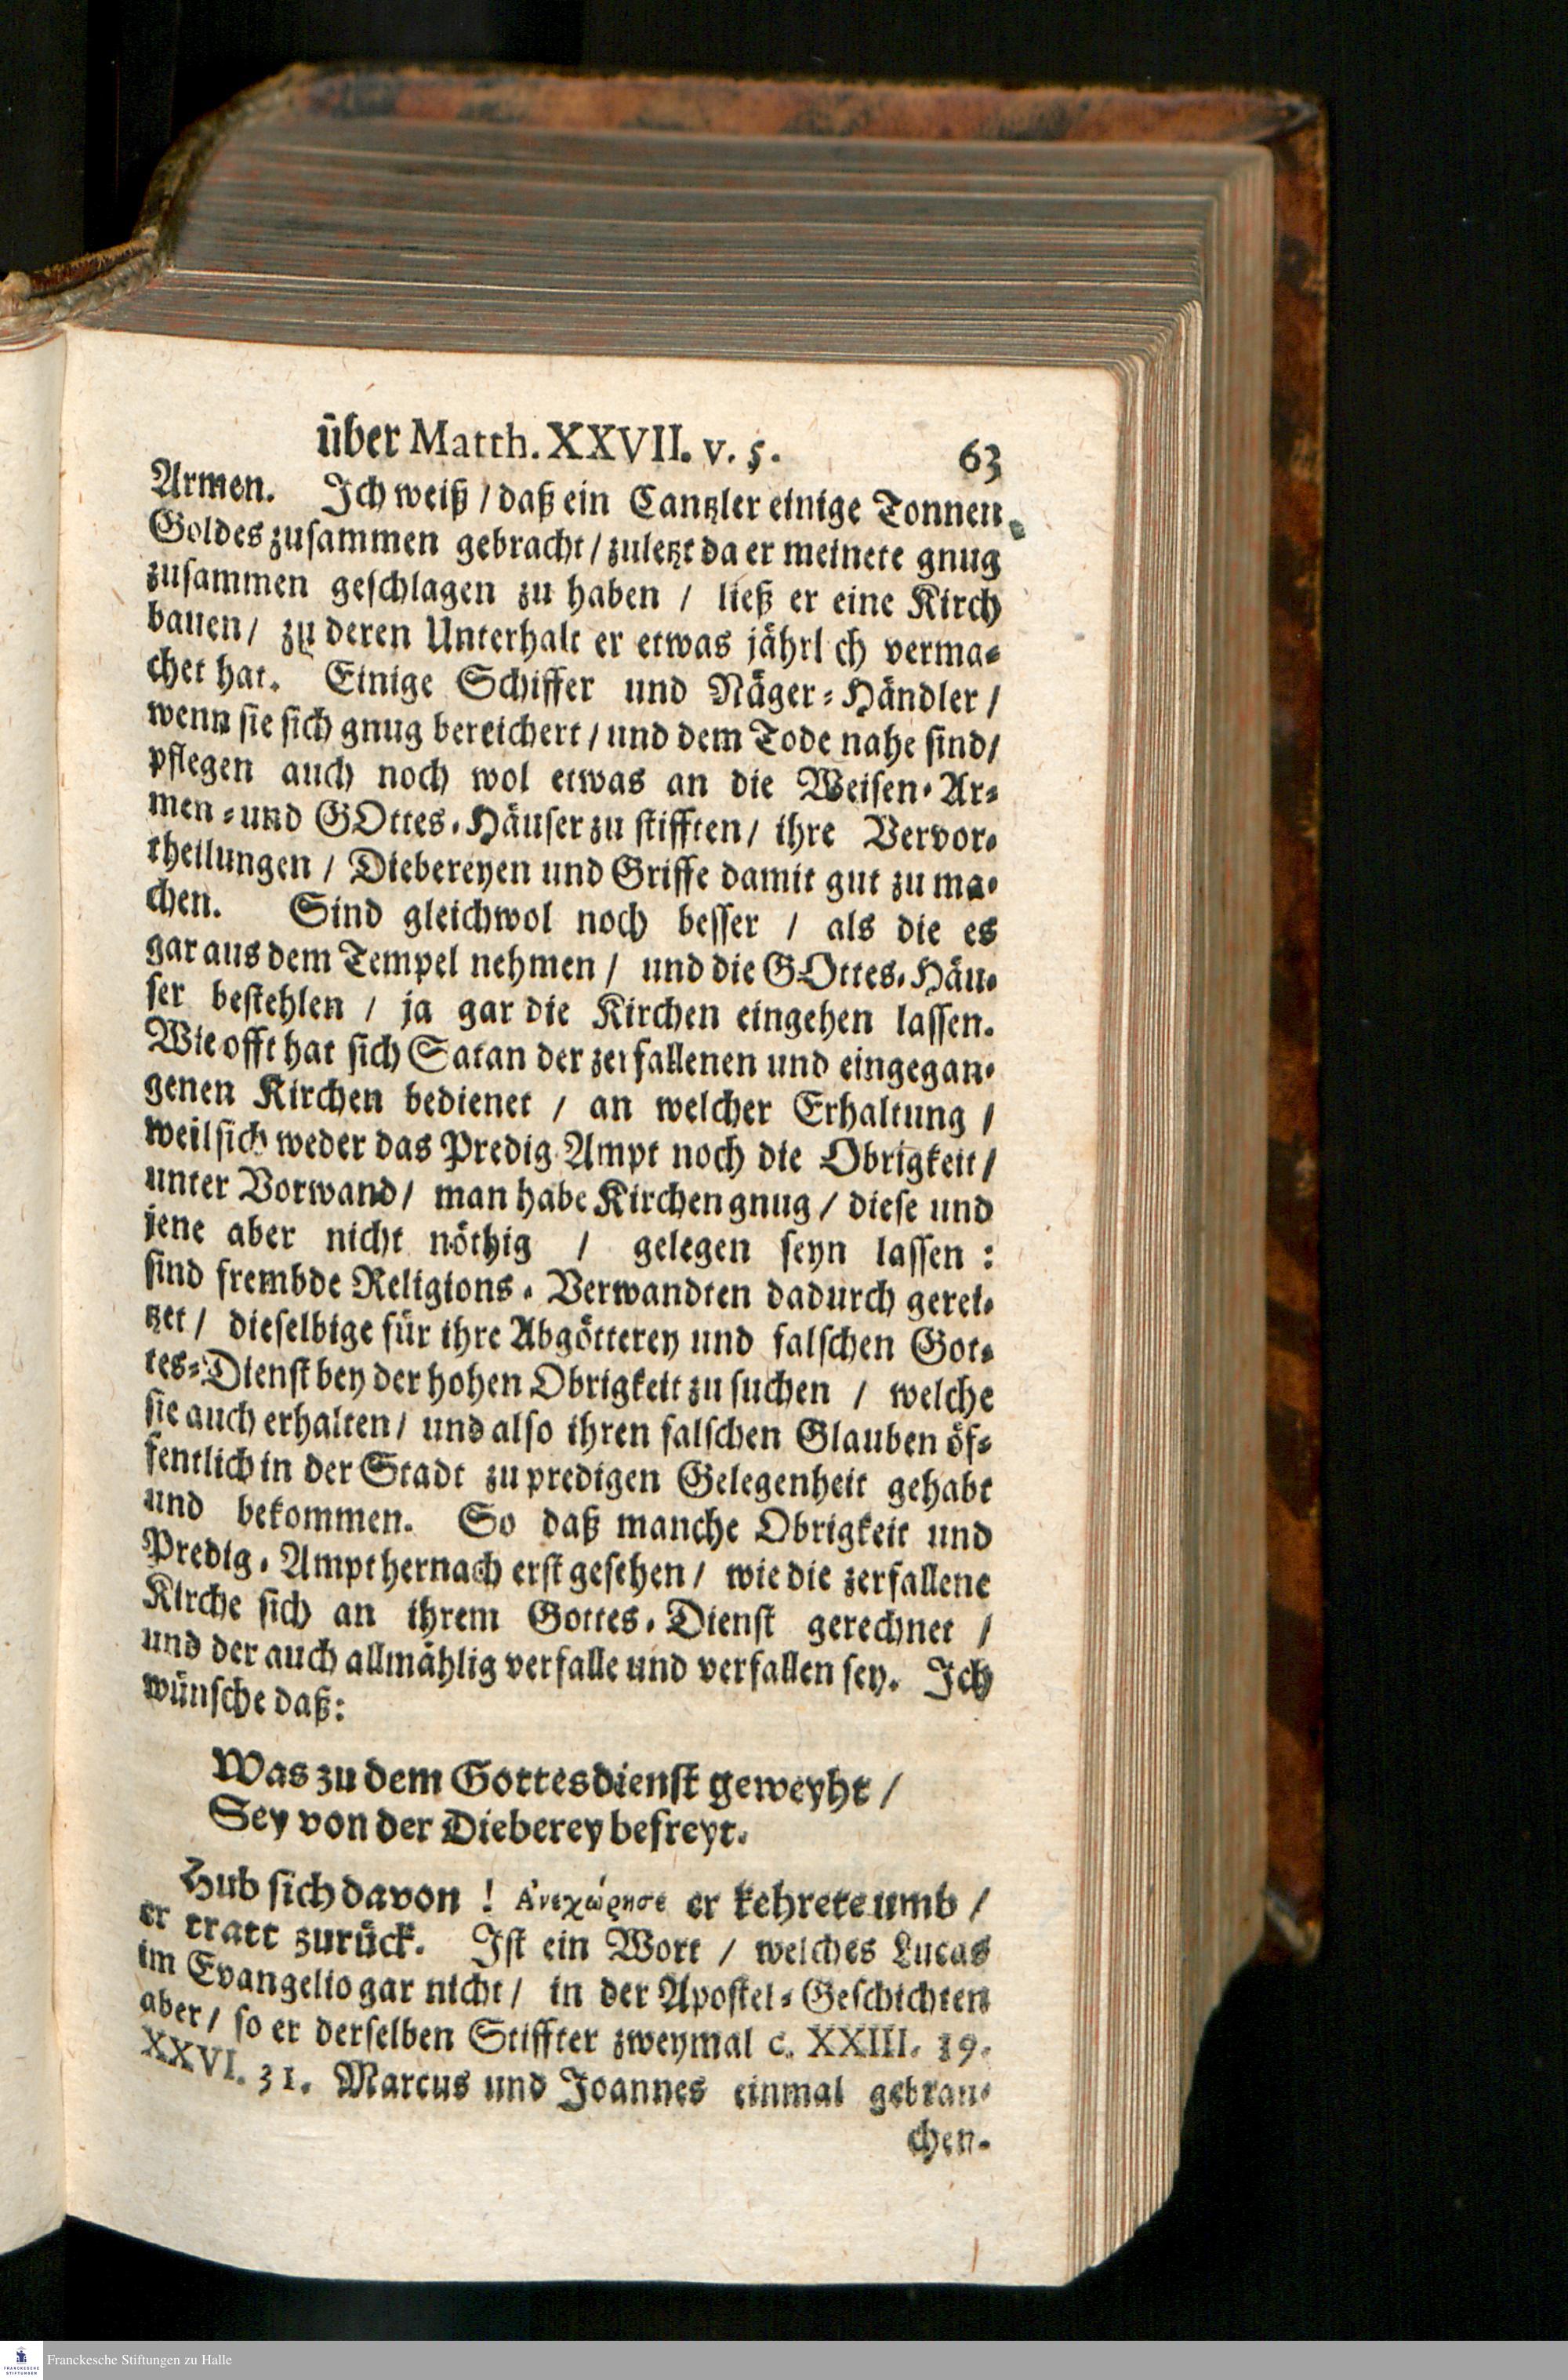 über Matth. XXVII. v. 5. 63
Armen. Ich weiß / daß ein Cantzler einige Tonnen
Goldes zusammen gebracht / zuletzt da er meinete gnug
zusammen geschlagen zu haben / ließ er eine Kirch
bauen / zu deren Unterhalt er etwas jährl ch verma-
chet hat. Einige Schiffer und Näger-Händler /
wenn sie sich gnug bereichert / und dem Tode nahe sind /
pflegen auch noch wol etwas an die Weisen-Ar-
men- und GOttes-Häuser zu stifften / ihre Vervor-
theilungen / Diebereyen und Griffe damit gut zu ma-
chen. Sind gleichwol noch besser / als die es
gar aus dem Tempel nehmen / und die GOttes-Häu-
ser bestehlen / ja gar die Kirchen eingehen lassen.
Wie offt hat sich Satan der zerfallenen und eingegan-
genen Kirchen bedienet / an welcher Erhaltung /
weil sich weder das Predig-Ampt noch die Obrigkeit /
unter Vorwand / man habe Kirchen gnug / diese und
jene aber nicht nöthig / gelegen seyn lassen :
sind frembde Religions-Verwandten dadurch gerei-
tzet / dieselbige für ihre Abgötterey und falschen Got-
tes-Dienst bey der hohen Obrigkeit zu suchen / welche
sie auch erhalten / und also ihren falschen Glauben öf-
fentlich in der Stadt zu predigen Gelegenheit gehabt
und bekommen. So daß manche Obrigkeit und
Predig-Ampt hernach erst gesehen / wie die zerfallene
Kirche sich an ihrem Gottes-Dienst gerechnet /
und der auch allmählig verfalle und verfallen sey. Ich
wünsche daß:
Was zu dem Gottesdienst geweyht /
Sey von der Dieberey befreyt.
Hub sich davon ! Ἀνεχώρησε er kehrete umb /
er tratt zurück. Ist ein Wort / welches Lucas
im Evangelio gar nicht / in der Apostel-Geschichten
aber / so er derselben Stiffter zweymal c. XXIII. 19.
XXVI. 31. Marcus und Joannes einmal gebrau-
chen.
Franckesche Stiftungen zu Halle
FRANCKESCHE
STIFTUNGEN